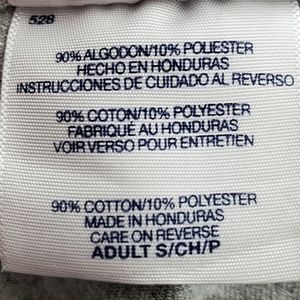 528
90% ALGODON/10% POLIESTER
HECHO EN HONDURAS
INSTRUCCIONES DE CUIDADO AL REVERSO
90% COTON/10% POLYESTER
FABRIQUÉ AU HONDURAS
VOIR VERSO POUR ENTRETIEN
90% COTTON/10% POLYESTER
MADE IN HONDURAS
CARE ON REVERSE
ADULT S/CH/P